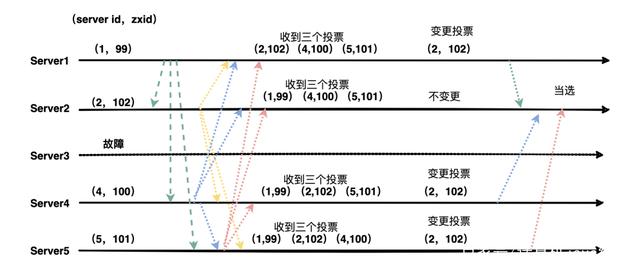 (server id, zxid)
收到三个投票 变更投票
(1, 99) (2,102) (4,100) (5,101) (2, 102)
Server1
收到三个投票 当选
(2, 102) (1,99) (4,100) (5,101) 不变更
Server2
故障
Server3
收到三个投票 变更投票
(4, 100) (1,99) (2,102) (5,101) (2, 102)
Server4
收到三个投票 变更投票
(5, 101) (1,99) (2,102) (4,100) (2, 102)
Server5